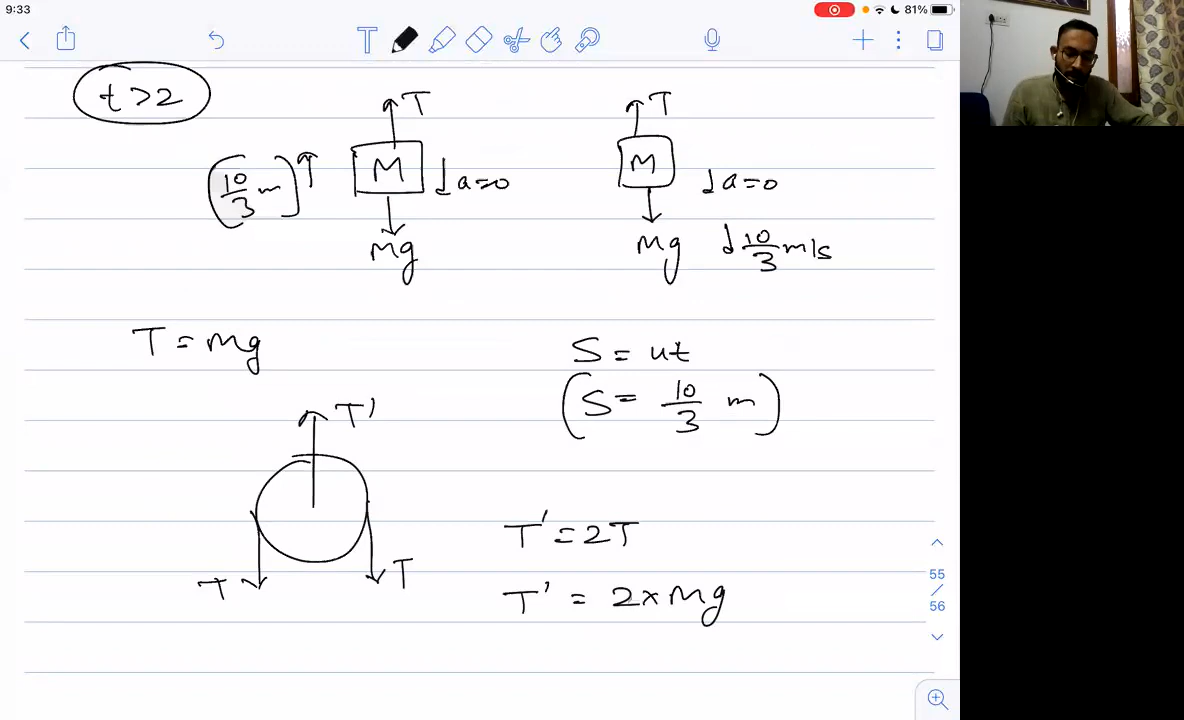 9:33
81%
t>2
T
T
(10/3 m)↑
M
↓a=0
M
↓a=0
Mg
Mg
↓10/3 m/s
T = Mg
S = ut
(S = 10/3 m)
T'
T' = 2T
T
T
T' = 2×Mg
55
/
56